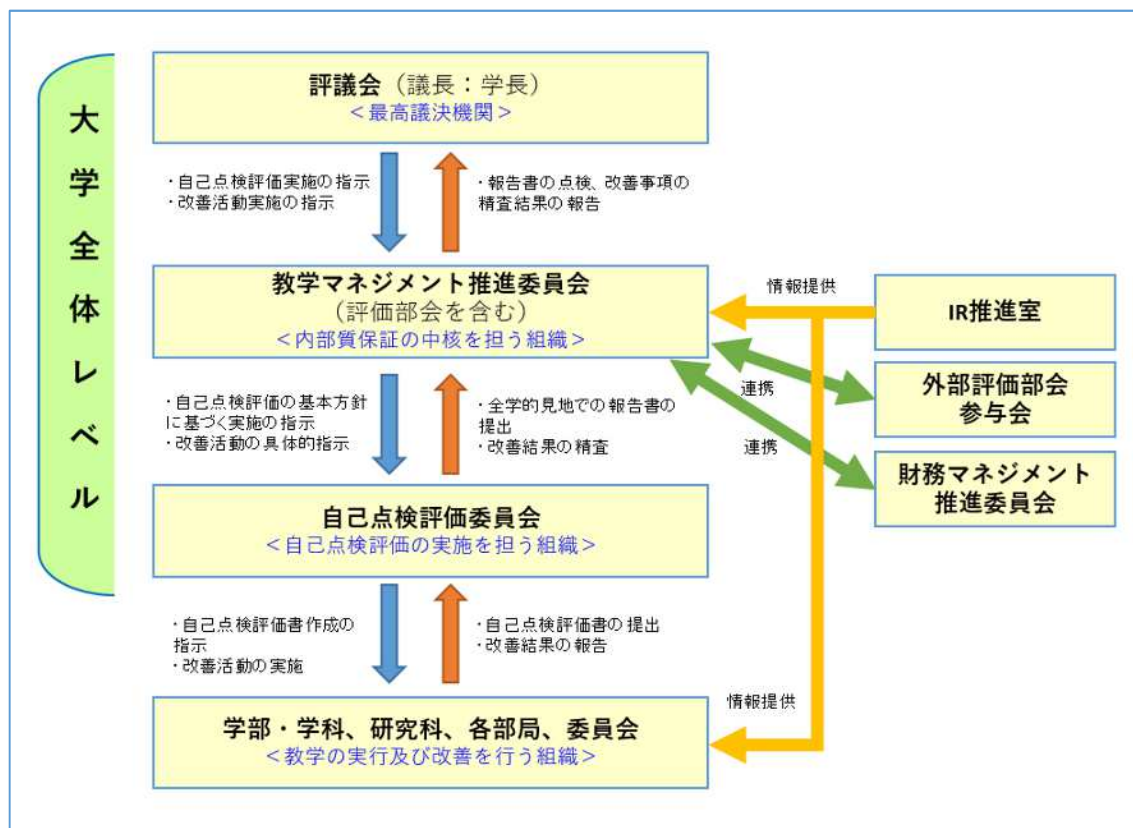 大学全体レベル
評議会（議長：学長）
＜最高議決機関＞
・自己点検評価実施の指示
・改善活動実施の指示
・報告書の点検、改善事項の
精査結果の報告
教学マネジメント推進委員会
（評価部会を含む）
＜内部質保証の中核を担う組織＞
情報提供
IR推進室
連携
外部評価部会
参与会
連携
財務マネジメント
推進委員会
・自己点検評価の基本方針
に基づく実施の指示
・改善活動の具体的指示
・全学的見地での報告書の
提出
・改善結果の精査
自己点検評価委員会
＜自己点検評価の実施を担う組織＞
・自己点検評価書作成の
指示
・改善活動の実施
・自己点検評価書の提出
・改善結果の報告
情報提供
学部・学科、研究科、各部局、委員会
＜教学の実行及び改善を行う組織＞